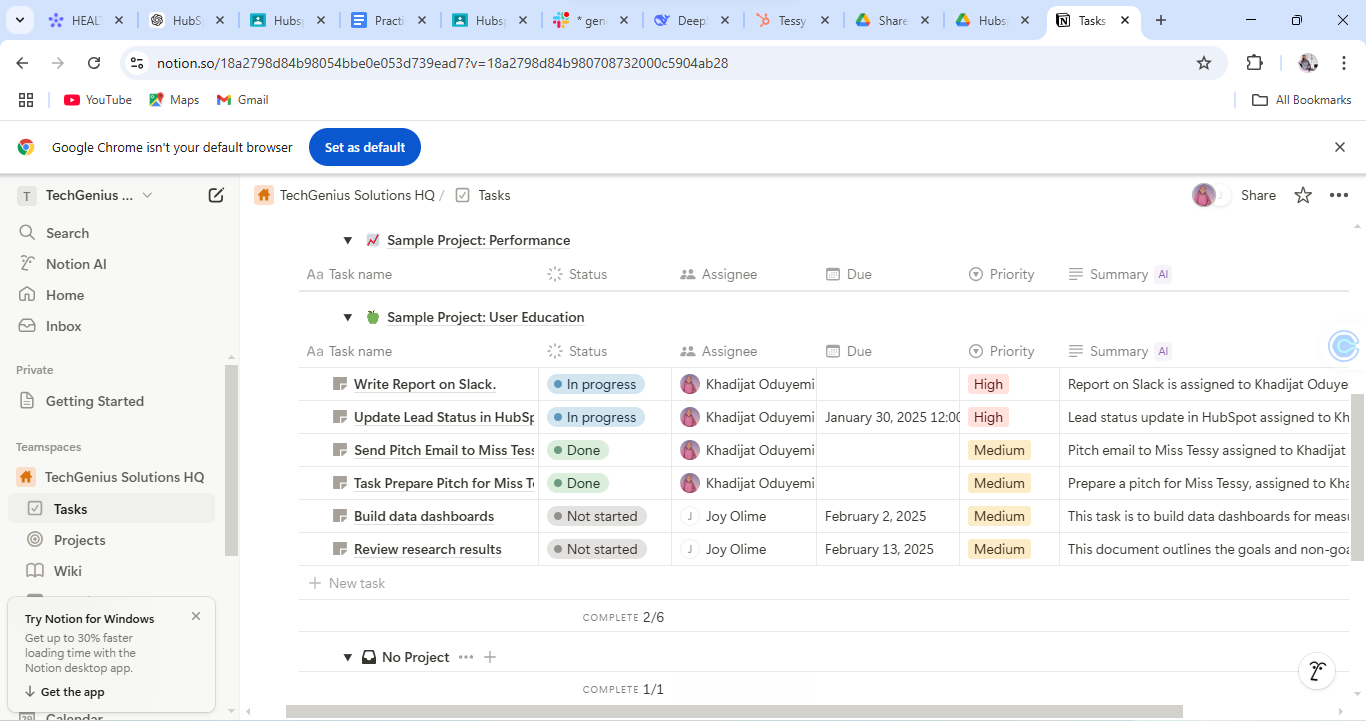 HEAL
HubS
Hubs
Practi
Hubs
* gen
Deep
Tessy
Share
Hubs
Tasks
notion.so/18a2798d84b98054bbe0e053d739ead7?v=18a2798d84b980708732000c5904ab28
YouTube Maps Gmail All Bookmarks
Google Chrome isn't your default browser Set as default
T TechGenius ...
Search
Notion AI
Home
Inbox
Private
Getting Started
Teamspaces
TechGenius Solutions HQ
Tasks
Projects
Wiki
Try Notion for Windows
Get up to 30% faster
loading time with the
Notion desktop app.
Get the app
Calendar
TechGenius Solutions HQ / Tasks
J Share
Sample Project: Performance
Aa Task name Status Assignee Due Priority Summary AI
Sample Project: User Education
Aa Task name Status Assignee Due Priority Summary AI
Write Report on Slack. In progress Khadijat Oduyemi High Report on Slack is assigned to Khadijat Oduye
Update Lead Status in HubSp In progress Khadijat Oduyemi January 30, 2025 12:00 High Lead status update in HubSpot assigned to Kh
Send Pitch Email to Miss Tess Done Khadijat Oduyemi Medium Pitch email to Miss Tessy assigned to Khadijat
Task Prepare Pitch for Miss T Done Khadijat Oduyemi Medium Prepare a pitch for Miss Tessy, assigned to Kha
Build data dashboards Not started J Joy Olime February 2, 2025 Medium This task is to build data dashboards for meas
Review research results Not started J Joy Olime February 13, 2025 Medium This document outlines the goals and non-goa
New task
COMPLETE 2/6
No Project
COMPLETE 1/1